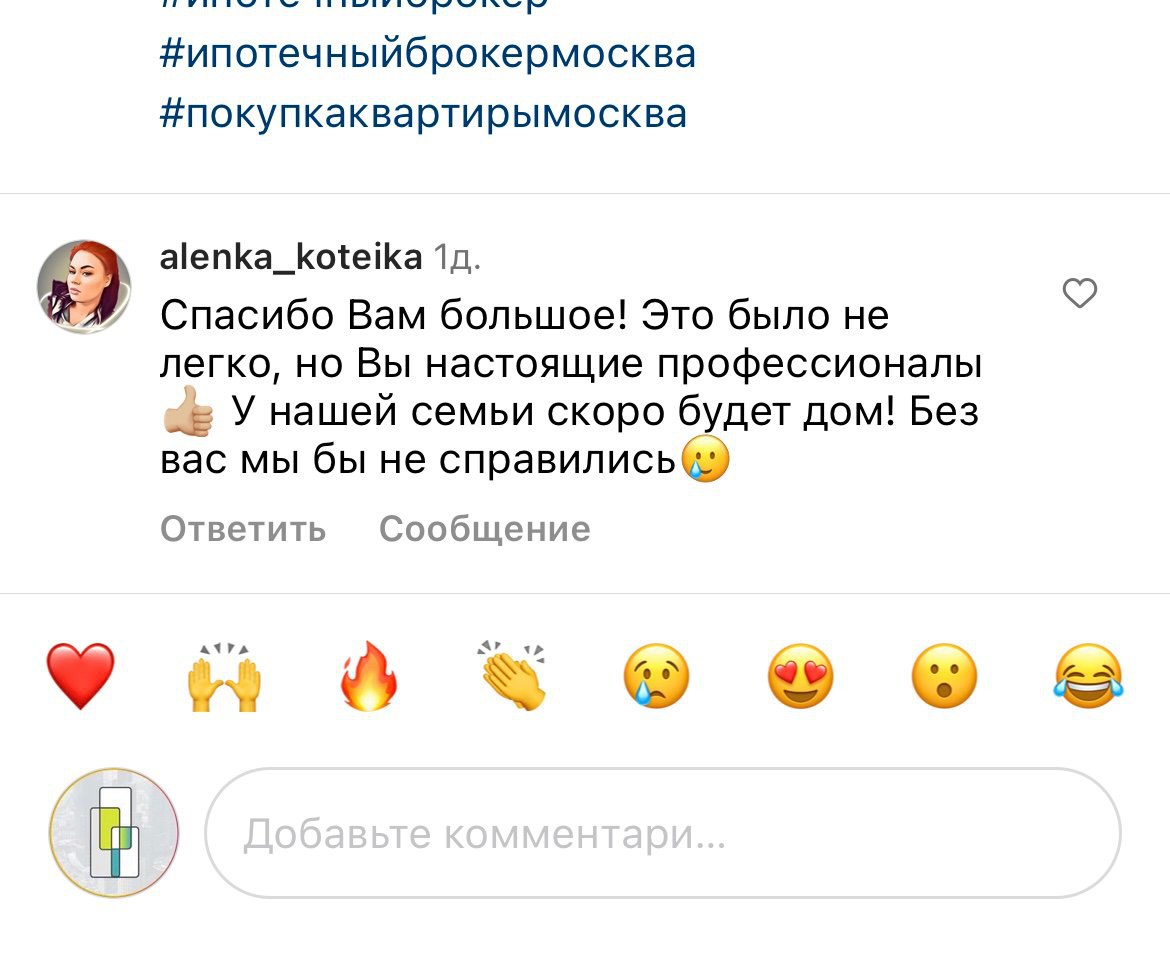 #ипотечныйброкер
#ипотечныйброкермосква
#покупкаквартирымосква
alenka_koteika 1д.
Спасибо Вам большое! Это было не
легко, но Вы настоящие профессионалы
👍🏼 У нашей семьи скоро будет дом! Без
вас мы бы не справились🥲
Ответить Сообщение
Добавьте комментари...